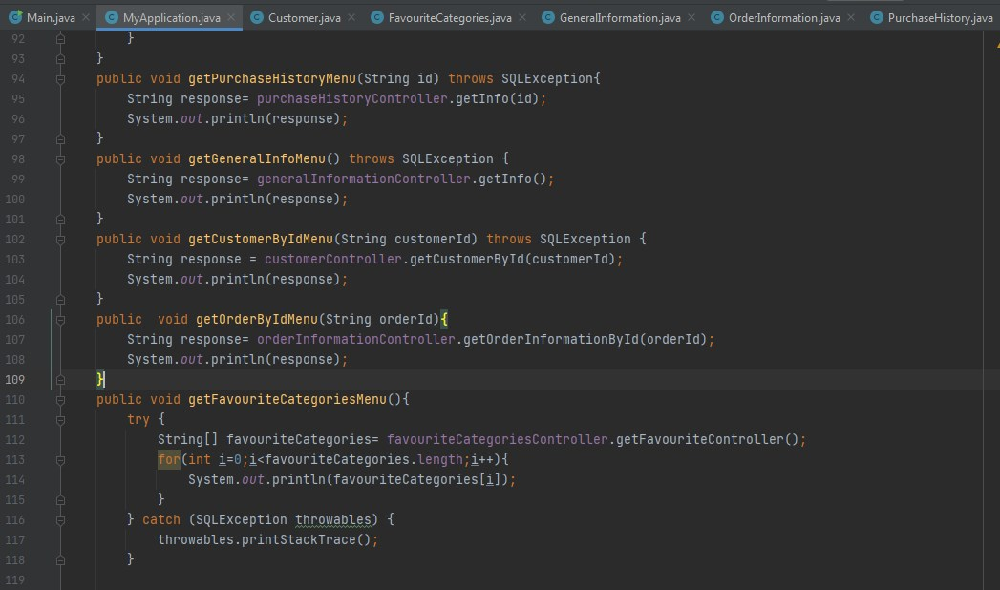 Main.java × MyApplication.java × Customer.java × FavouriteCategories.java × GeneralInformation.java × OrderInformation.java × PurchaseHistory.java
92 }
93 }
94 public void getPurchaseHistoryMenu(String id) throws SQLException{
95 String response= purchaseHistoryController.getInfo(id);
96 System.out.println(response);
97 }
98 public void getGeneralInfoMenu() throws SQLException {
99 String response= generalInformationController.getInfo();
100 System.out.println(response);
101 }
102 public void getCustomerByIdMenu(String customerId) throws SQLException {
103 String response = customerController.getCustomerById(customerId);
104 System.out.println(response);
105 }
106 public  void getOrderByIdMenu(String orderId){
107 String response= orderInformationController.getOrderInformationById(orderId);
108 System.out.println(response);
109 }
110 public void getFavouriteCategoriesMenu(){
111 try {
112 String[] favouriteCategories= favouriteCategoriesController.getFavouriteController();
113 for(int i=0;i<favouriteCategories.length;i++){
114 System.out.println(favouriteCategories[i]);
115 }
116 } catch (SQLException throwables) {
117 throwables.printStackTrace();
118 }
119